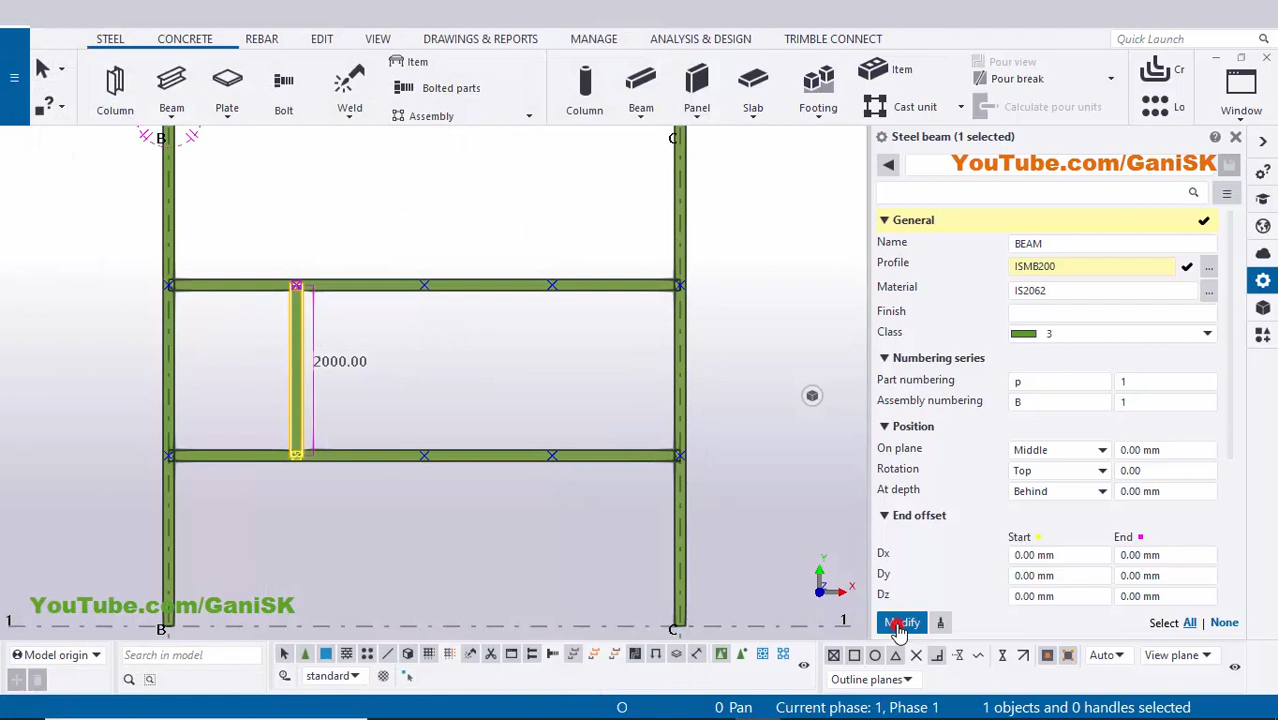 STEEL CONCRETE REBAR EDIT VIEW DRAWINGS & REPORTS MANAGE ANALYSIS & DESIGN TRIMBLE CONNECT Quick Launch
Item
Bolted parts
Assembly
Column Beam Plate Bolt Weld
Column Beam Panel Slab Footing
Item
Cast unit
Pour view
Pour break
Calculate pour units
Cr
Lo
Window
B C
2000.00
1 B C 1
YouTube.com/GaniSK
Y X Z
Steel beam (1 selected)
YouTube.com/GaniSK
General
Name BEAM
Profile ISMB200 ...
Material IS2062 ...
Finish
Class 3
Numbering series
Part numbering p 1
Assembly numbering B 1
Position
On plane Middle 0.00 mm
Rotation Top 0.00
At depth Behind 0.00 mm
End offset
Start End
Dx 0.00 mm 0.00 mm
Dy 0.00 mm 0.00 mm
Dz 0.00 mm 0.00 mm
Modify Select All | None
Model origin Search in model
standard
Auto View plane
Outline planes
O 0 Pan Current phase: 1, Phase 1 1 objects and 0 handles selected